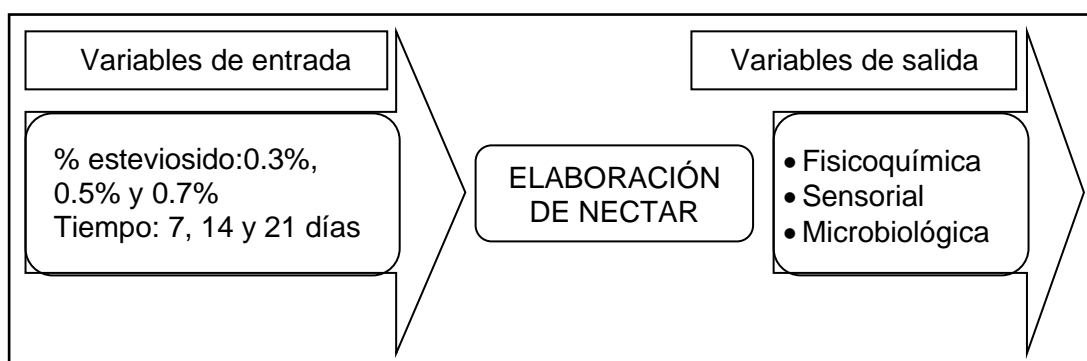 Variables de entrada
% esteviosido:0.3%,
0.5% y 0.7%
Tiempo: 7, 14 y 21 días
ELABORACIÓN
DE NECTAR
Variables de salida
• Fisicoquímica
• Sensorial
• Microbiológica